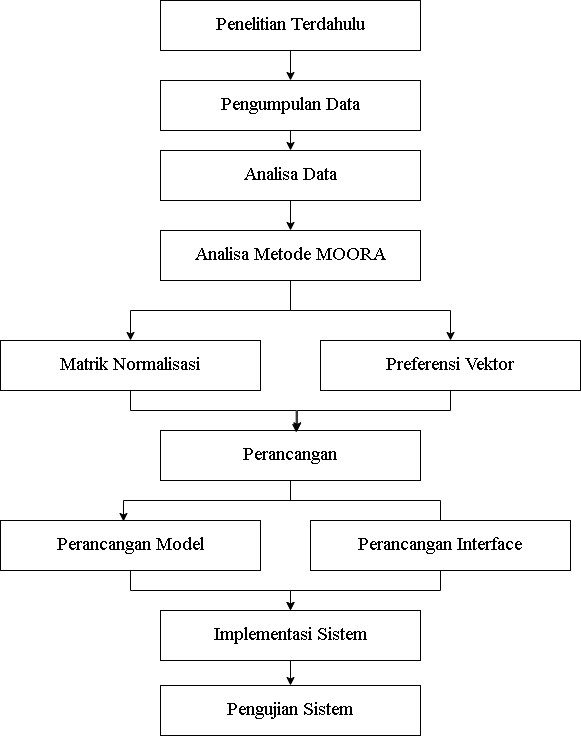 Penelitian Terdahulu
Pengumpulan Data
Analisa Data
Analisa Metode MOORA
Matrik Normalisasi
Preferensi Vektor
Perancangan
Perancangan Model
Perancangan Interface
Implementasi Sistem
Pengujian Sistem